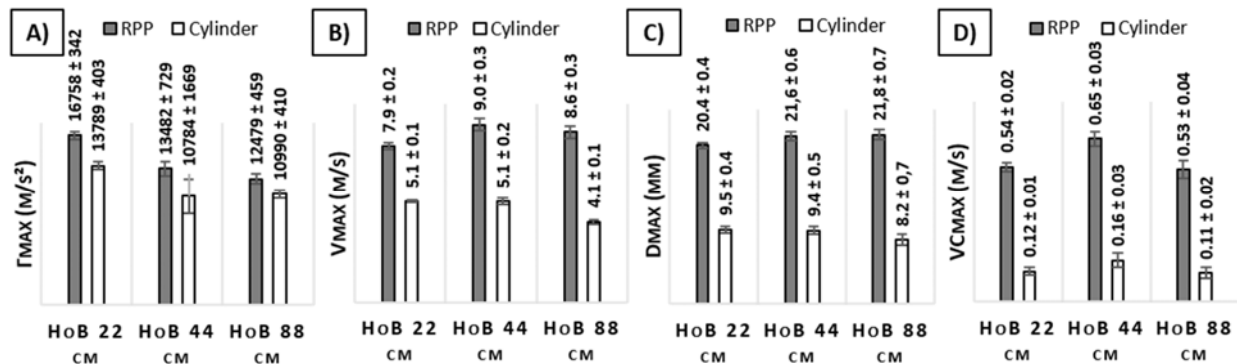 A)
RPP Cylinder
ΓMAX (M/S²)
16758 ± 342
13789 ± 403
13482 ± 729
10784 ± 1669
12479 ± 459
10990 ± 410
HOB 22 HOB 44 HOB 88
CM CM CM
B)
RPP Cylinder
VMAX (M/S)
7.9 ± 0.2
5.1 ± 0.1
9.0 ± 0.3
5.1 ± 0.2
8.6 ± 0.3
4.1 ± 0.1
HOB 22 HOB 44 HOB 88
CM CM CM
C)
RPP Cylinder
DMAX (MM)
20.4 ± 0.4
9.5 ± 0.4
21,6 ± 0.6
9.4 ± 0.5
21,8 ± 0.7
8.2 ± 0,7
HOB 22 HOB 44 HOB 88
CM CM CM
D)
RPP Cylinder
VCMAX (M/S)
0.54 ± 0.02
0.12 ± 0.01
0.65 ± 0.03
0.16 ± 0.03
0.53 ± 0.04
0.11 ± 0.02
HOB 22 HOB 44 HOB 88
CM CM CM